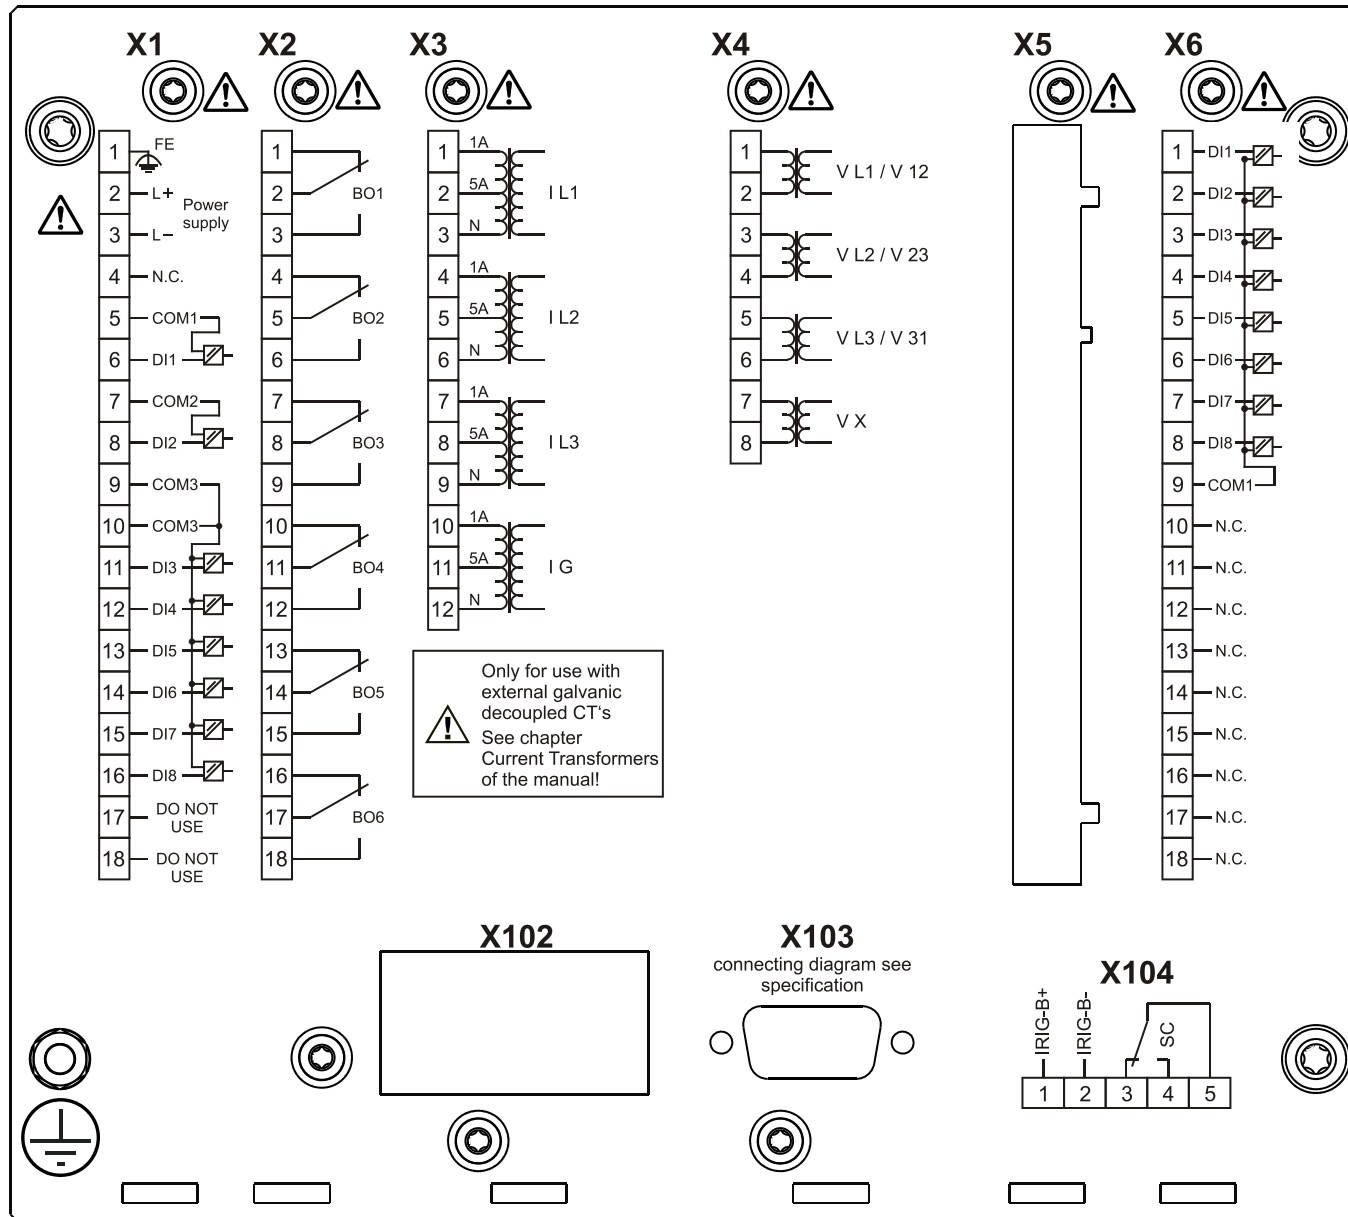 X1
X2
X3
X4
X5
X6
1 FE
2 L+
3 L−
Power
supply
4 N.C.
5 COM1
6 DI1
7 COM2
8 DI2
9 COM3
10 COM3
11 DI3
12 DI4
13 DI5
14 DI6
15 DI7
16 DI8
17 DO NOT
USE
18 DO NOT
USE
1
2 BO1
3
4
5 BO2
6
7
8 BO3
9
10
11 BO4
12
13
14 BO5
15
16
17 BO6
18
1 1A
2 5A I L1
3 N
4 1A
5 5A I L2
6 N
7 1A
8 5A I L3
9 N
10 1A
11 5A I G
12 N
Only for use with
external galvanic
decoupled CT‘s
See chapter
Current Transformers
of the manual!
1
V L1 / V 12
2
3
V L2 / V 23
4
5
V L3 / V 31
6
7
V X
8
1 DI1
2 DI2
3 DI3
4 DI4
5 DI5
6 DI6
7 DI7
8 DI8
9 COM1
10 N.C.
11 N.C.
12 N.C.
13 N.C.
14 N.C.
15 N.C.
16 N.C.
17 N.C.
18 N.C.
X102
X103
connecting diagram see
specification
X104
IRIG-B+
IRIG-B-
SC
1 2 3 4 5